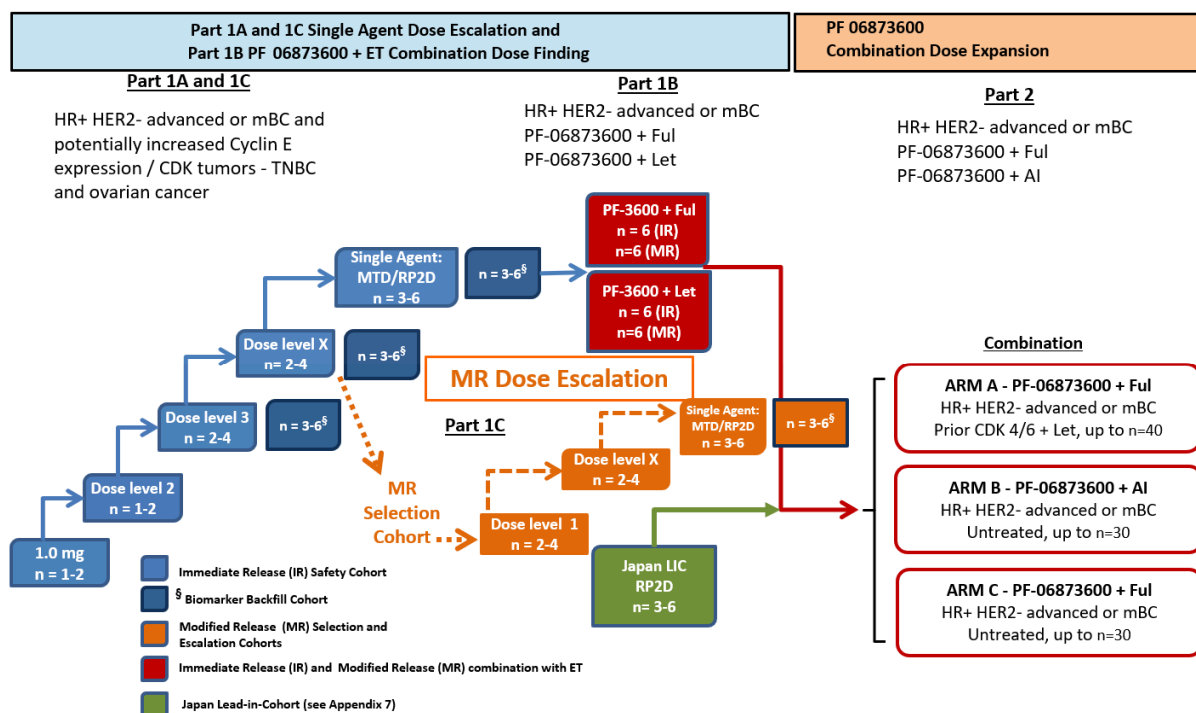 Part 1A and 1C Single Agent Dose Escalation and
Part 1B PF 06873600 + ET Combination Dose Finding
PF 06873600
Combination Dose Expansion
Part 1A and 1C
HR+ HER2- advanced or mBC and
potentially increased Cyclin E
expression / CDK tumors - TNBC
and ovarian cancer
Part 1B
HR+ HER2- advanced or mBC
PF-06873600 + Ful
PF-06873600 + Let
Part 2
HR+ HER2- advanced or mBC
PF-06873600 + Ful
PF-06873600 + AI
PF-3600 + Ful
n = 6 (IR)
n=6 (MR)
Single Agent:
MTD/RP2D
n = 3-6
n = 3-6§
PF-3600 + Let
n = 6 (IR)
n=6 (MR)
Dose level X
n= 2-4
n = 3-6§
MR Dose Escalation
Dose level 3
n = 2-4
n = 3-6§
Part 1C
Single Agent:
MTD/RP2D
n = 3-6
n = 3-6§
Dose level X
n = 2-4
Dose level 2
n = 1-2
MR
Selection
Cohort
Dose level 1
n = 2-4
1.0 mg
n = 1-2
Japan LIC
RP2D
n= 3-6
Combination
ARM A - PF-06873600 + Ful
HR+ HER2- advanced or mBC
Prior CDK 4/6 + Let, up to n=40
ARM B - PF-06873600 + AI
HR+ HER2- advanced or mBC
Untreated, up to n=30
ARM C - PF-06873600 + Ful
HR+ HER2- advanced or mBC
Untreated, up to n=30
Immediate Release (IR) Safety Cohort
§ Biomarker Backfill Cohort
Modified Release (MR) Selection and
Escalation Cohorts
Immediate Release (IR) and Modified Release (MR) combination with ET
Japan Lead-in-Cohort (see Appendix 7)